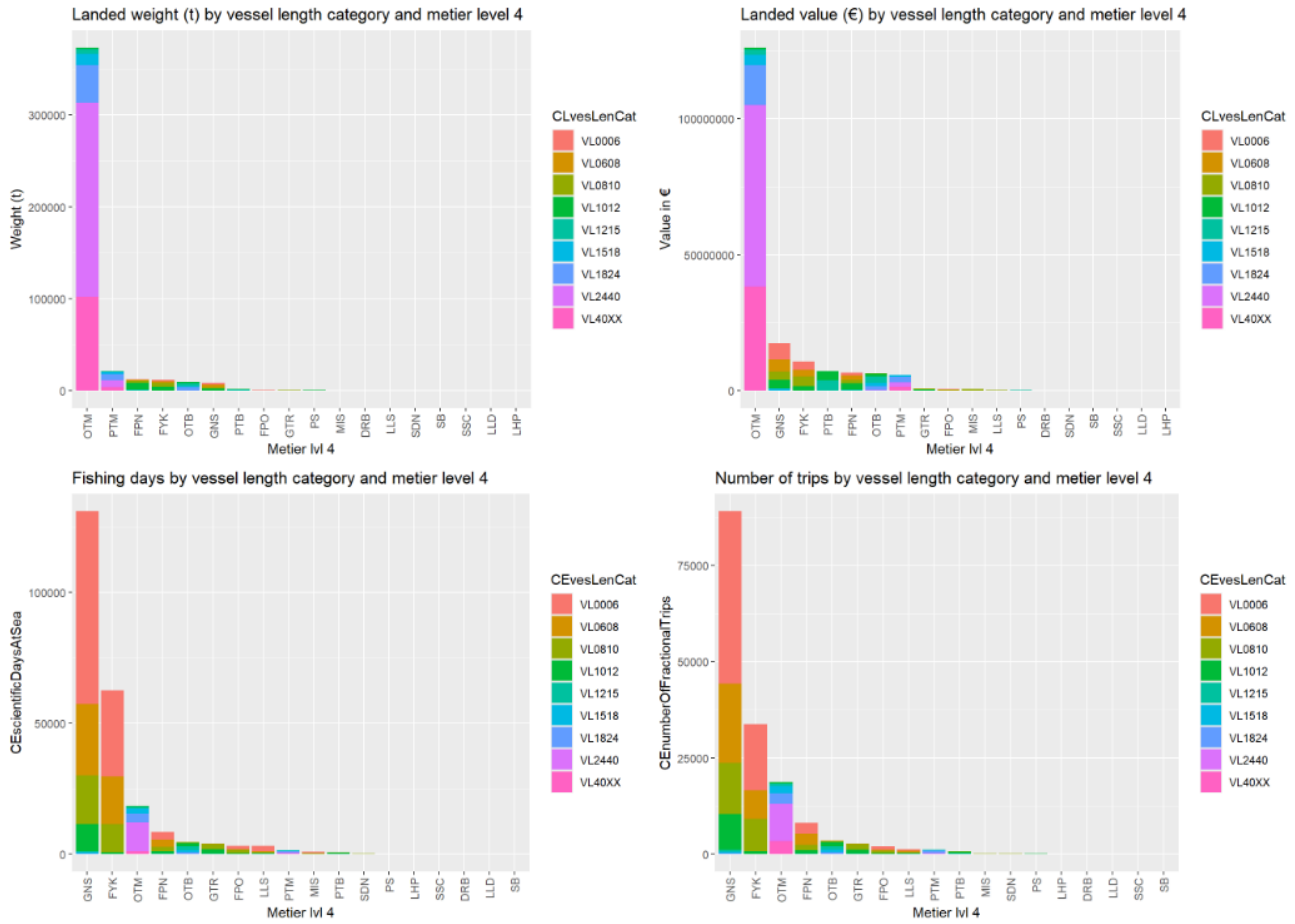 Landed weight (t) by vessel length category and metier level 4
300000
200000
100000
0
Weight (t)
OTM PTM FPN FYK OTB GNS PTB FPO GTR PS MIS DRB LLS SDN SB SSC LLD LHP
Metier lvl 4
CLvesLenCat
VL0006
VL0608
VL0810
VL1012
VL1215
VL1518
VL1824
VL2440
VL40XX
Landed value (€) by vessel length category and metier level 4
100000000
50000000
0
Value in €
OTM GNS FYK PTB FPN OTB PTM GTR FPO MIS LLS PS DRB SDN SB SSC LLD LHP
Metier lvl 4
CLvesLenCat
VL0006
VL0608
VL0810
VL1012
VL1215
VL1518
VL1824
VL2440
VL40XX
Fishing days by vessel length category and metier level 4
100000
50000
0
CEscientificDaysAtSea
GNS FYK OTM FPN OTB GTR FPO LLS PTM MIS PTB SDN PS LHP SSC DRB LLD SB
Metier lvl 4
CEvesLenCat
VL0006
VL0608
VL0810
VL1012
VL1215
VL1518
VL1824
VL2440
VL40XX
Number of trips by vessel length category and metier level 4
75000
50000
25000
0
CEnumberOfFractionalTrips
GNS FYK OTM FPN OTB GTR FPO LLS PTM PTB MIS SDN PS LHP DRB LLD SSC SB
Metier lvl 4
CEvesLenCat
VL0006
VL0608
VL0810
VL1012
VL1215
VL1518
VL1824
VL2440
VL40XX